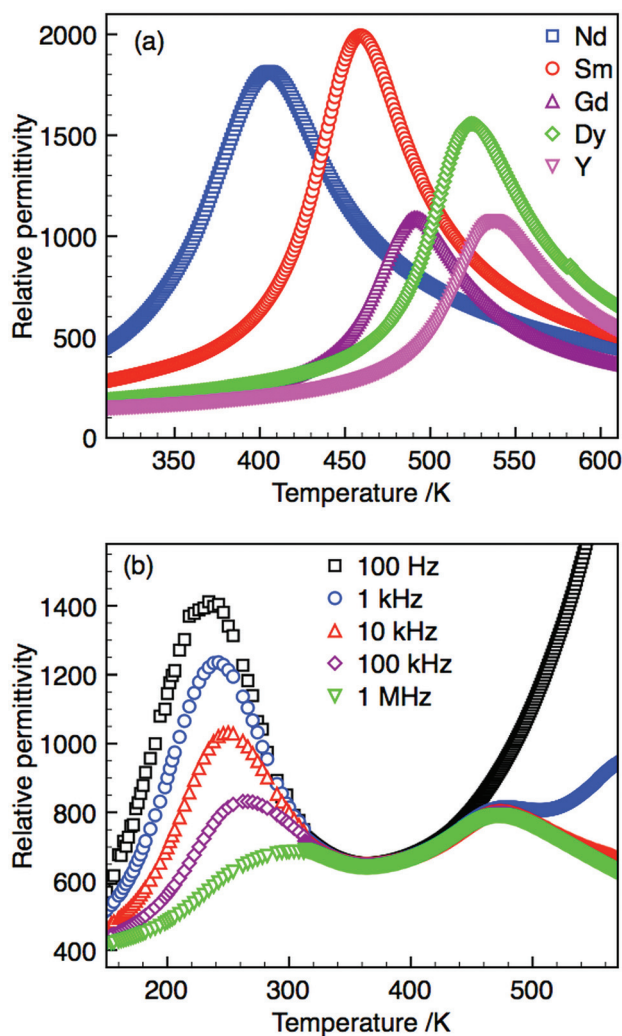 (a)
Nd
Sm
Gd
Dy
Y
2000
1500
1000
500
0
Relative permittivity
350 400 450 500 550 600
Temperature /K
(b)
100 Hz
1 kHz
10 kHz
100 kHz
1 MHz
1400
1200
1000
800
600
400
Relative permittivity
200 300 400 500
Temperature /K